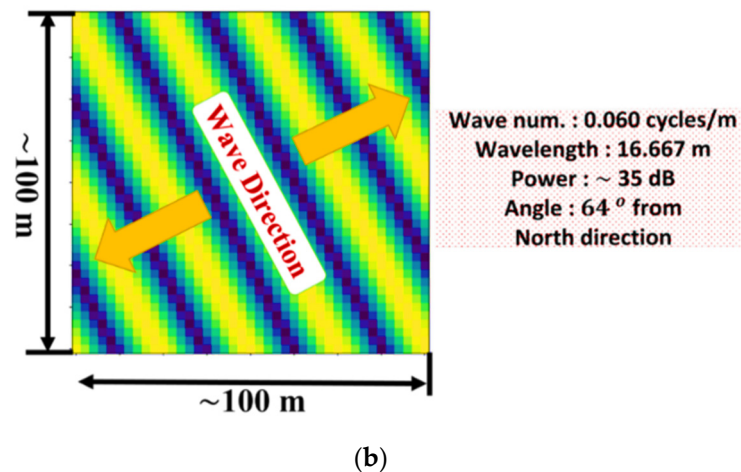 ~100 m
Wave Direction
Wave num. : 0.060 cycles/m
Wavelength : 16.667 m
Power : ~ 35 dB
Angle : 64 ° from
North direction
~100 m
(b)